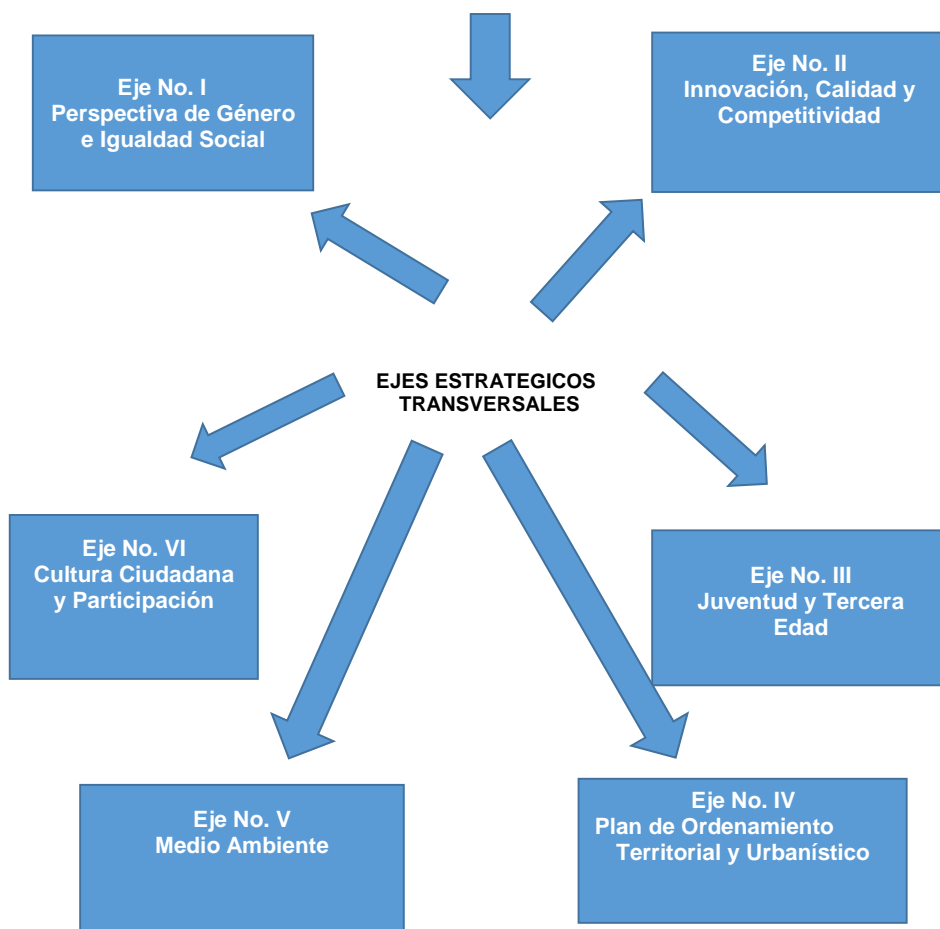 Eje No. I
Perspectiva de Género
e Igualdad Social
Eje No. II
Innovación, Calidad y
Competitividad
EJES ESTRATEGICOS
TRANSVERSALES
Eje No. VI
Cultura Ciudadana
y Participación
Eje No. III
Juventud y Tercera
Edad
Eje No. V
Medio Ambiente
Eje No. IV
Plan de Ordenamiento
Territorial y Urbanístico